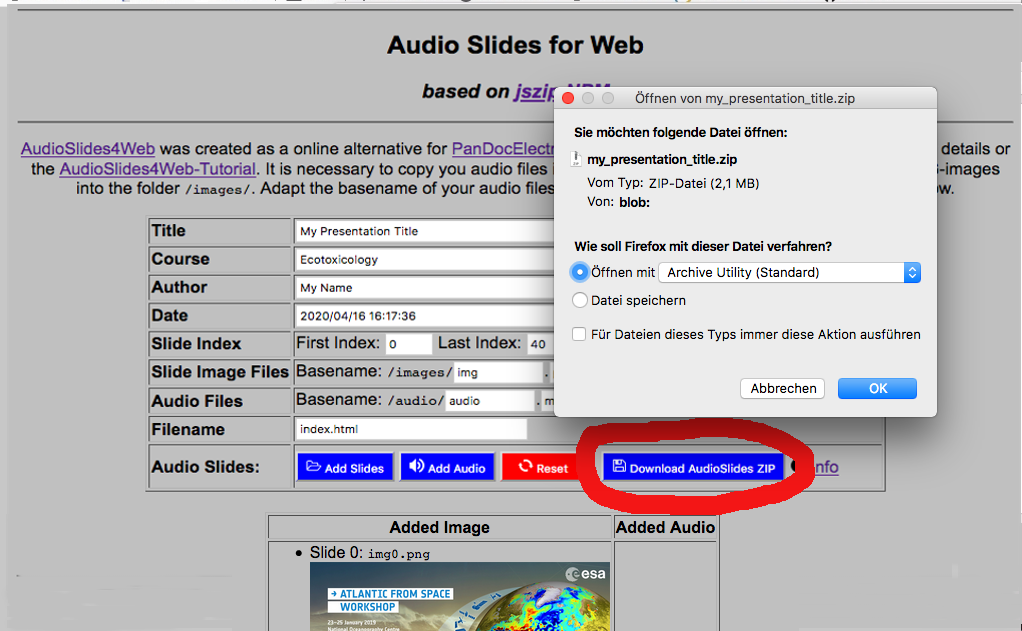 Audio Slides for Web
based on jszip NPM
AudioSlides4Web was created as a online alternative for PanDocElectr
details or
the AudioSlides4Web-Tutorial. It is necessary to copy you audio files
-images
into the folder /images/. Adapt the basename of your audio files
w.
Title My Presentation Title
Course Ecotoxicology
Author My Name
Date 2020/04/16 16:17:36
Slide Index First Index: 0 Last Index: 40
Slide Image Files Basename: /images/ img .
Audio Files Basename: /audio/ audio . m
Filename index.html
Audio Slides: Add Slides Add Audio Reset Download AudioSlides ZIP nfo
Öffnen von my_presentation_title.zip
Sie möchten folgende Datei öffnen:
my_presentation_title.zip
Vom Typ: ZIP-Datei (2,1 MB)
Von: blob:
Wie soll Firefox mit dieser Datei verfahren?
Öffnen mit Archive Utility (Standard)
Datei speichern
Für Dateien dieses Typs immer diese Aktion ausführen
Abbrechen OK
Added Image Added Audio
• Slide 0: img0.png
esa
→ ATLANTIC FROM SPACE
WORKSHOP
23–25 January 2019
National Oceanography Centre